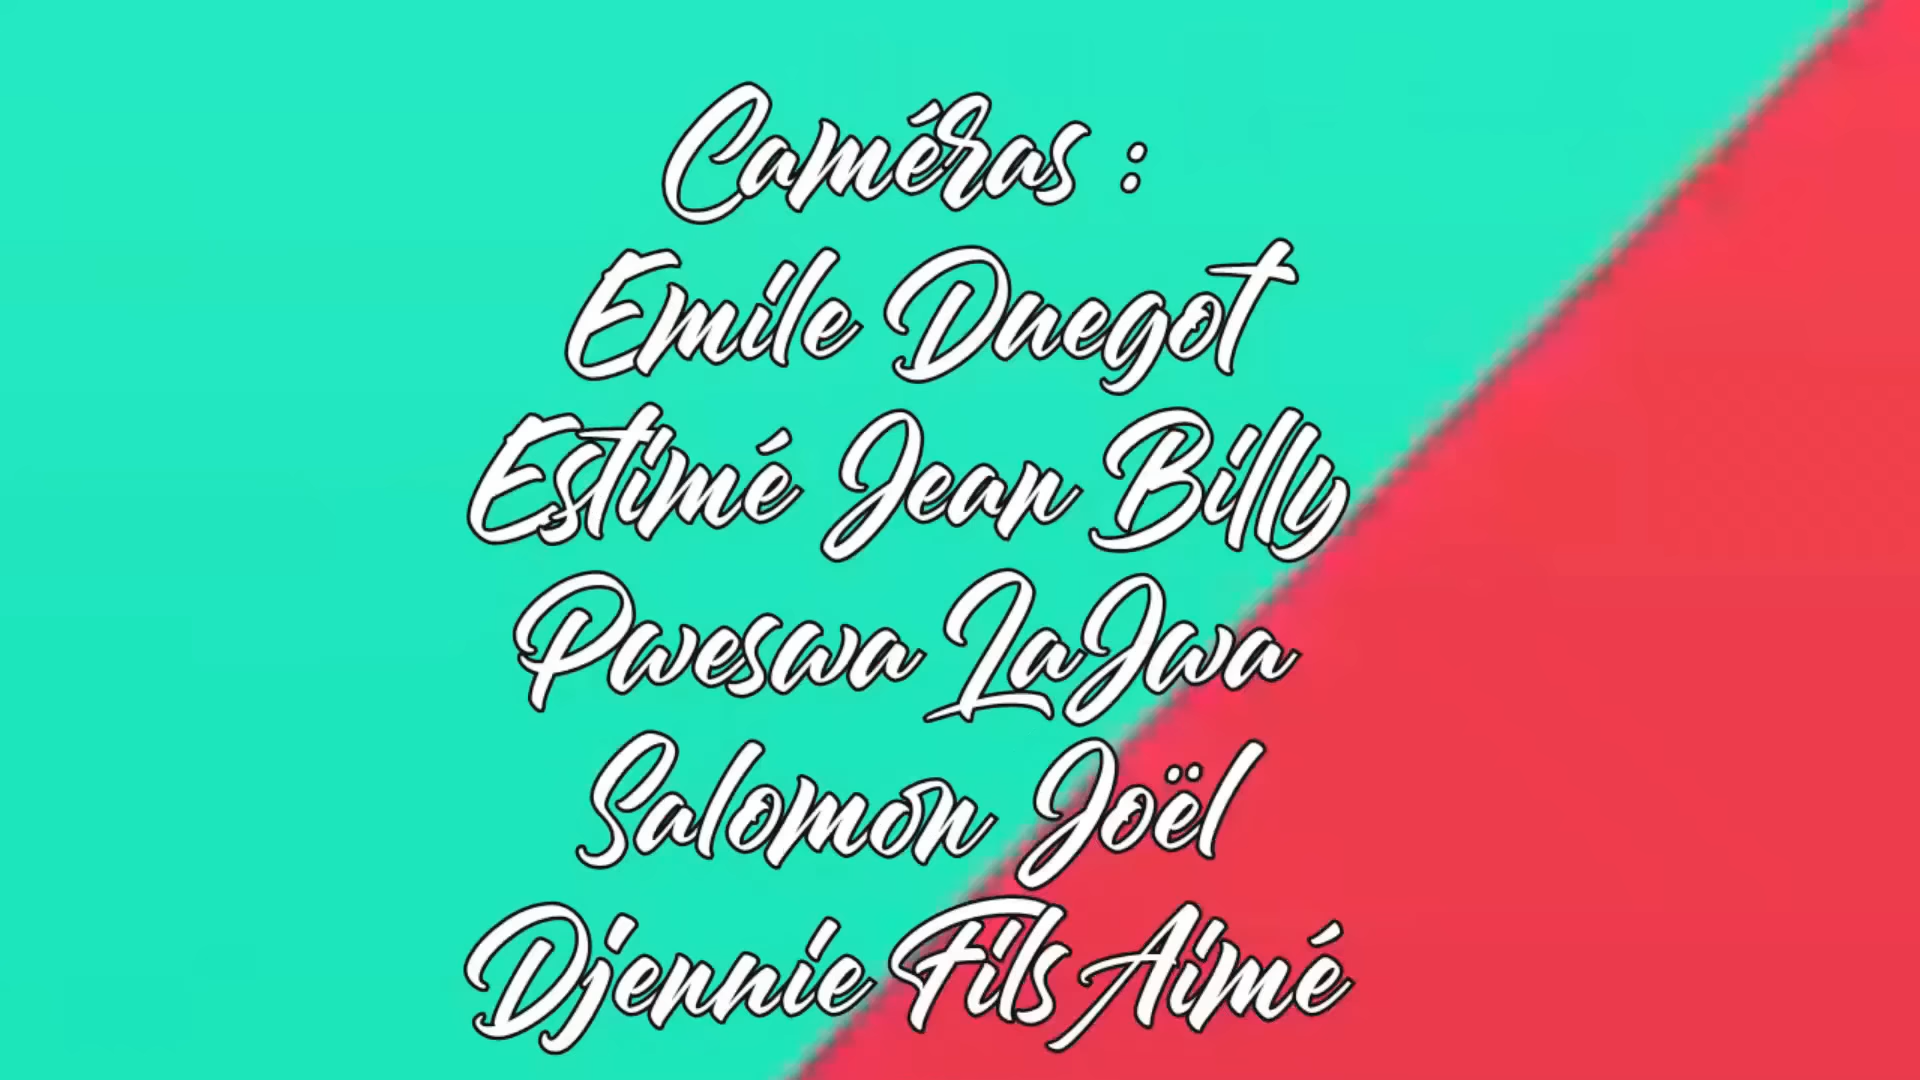 Caméras :
Emile Duegot
Estimé Jean Billy
Pweswa LaJwa
Salomon Joël
Djennie Fils Aimé